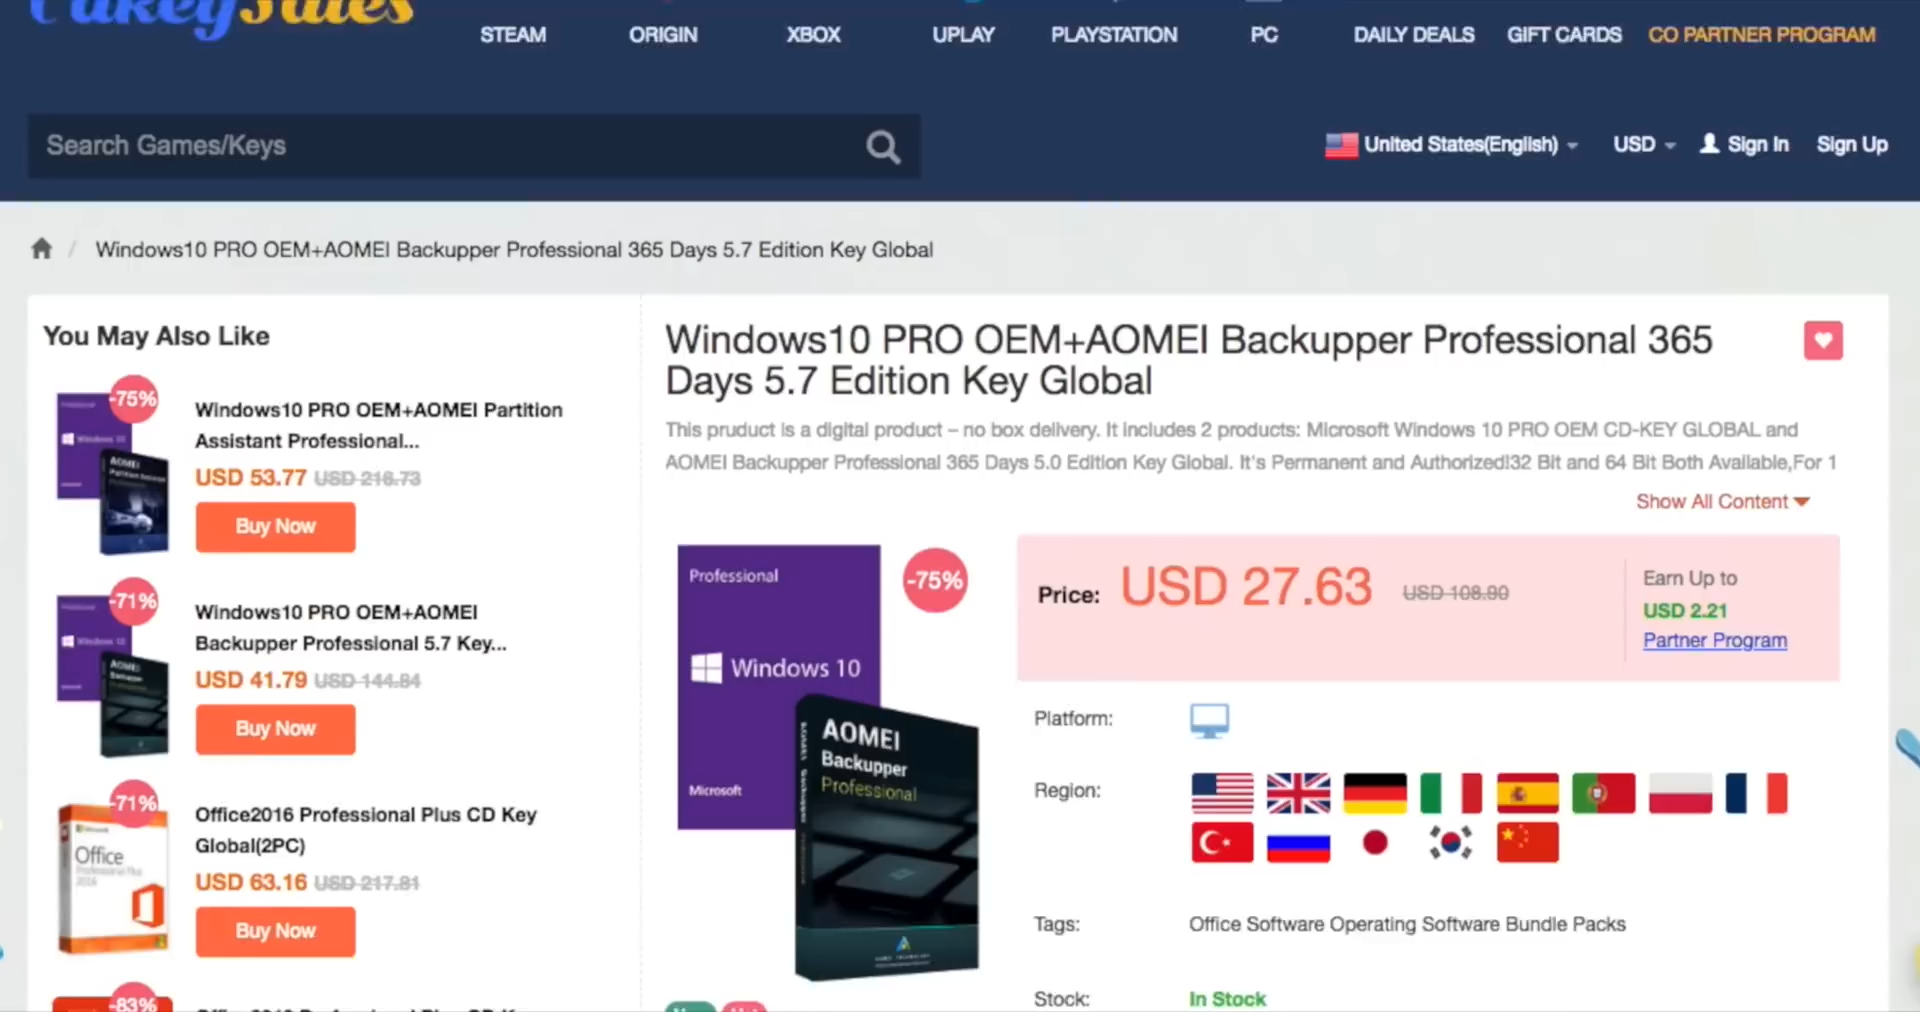 STEAM ORIGIN XBOX UPLAY PLAYSTATION PC DAILY DEALS GIFT CARDS CO PARTNER PROGRAM
Search Games/Keys
United States(English) USD Sign In Sign Up
/ Windows10 PRO OEM+AOMEI Backupper Professional 365 Days 5.7 Edition Key Global
You May Also Like
-75%
Windows10 PRO OEM+AOMEI Partition
Assistant Professional...
USD 53.77 USD 216.73
Buy Now
-71%
Windows10 PRO OEM+AOMEI
Backupper Professional 5.7 Key...
USD 41.79 USD 144.84
Buy Now
-71%
Office2016 Professional Plus CD Key
Global(2PC)
USD 63.16 USD 217.81
Buy Now
-83%
Windows10 PRO OEM+AOMEI Backupper Professional 365
Days 5.7 Edition Key Global
This pruduct is a digital product – no box delivery. It includes 2 products: Microsoft Windows 10 PRO OEM CD-KEY GLOBAL and
AOMEI Backupper Professional 365 Days 5.0 Edition Key Global. It's Permanent and Authorized!32 Bit and 64 Bit Both Available,For 1
Show All Content
Professional
Windows 10
Microsoft
AOMEI
Backupper
Professional
-75%
Price: USD 27.63 USD 108.90
Earn Up to
USD 2.21
Partner Program
Platform:
Region:
Tags: Office Software Operating Software Bundle Packs
Stock: In Stock